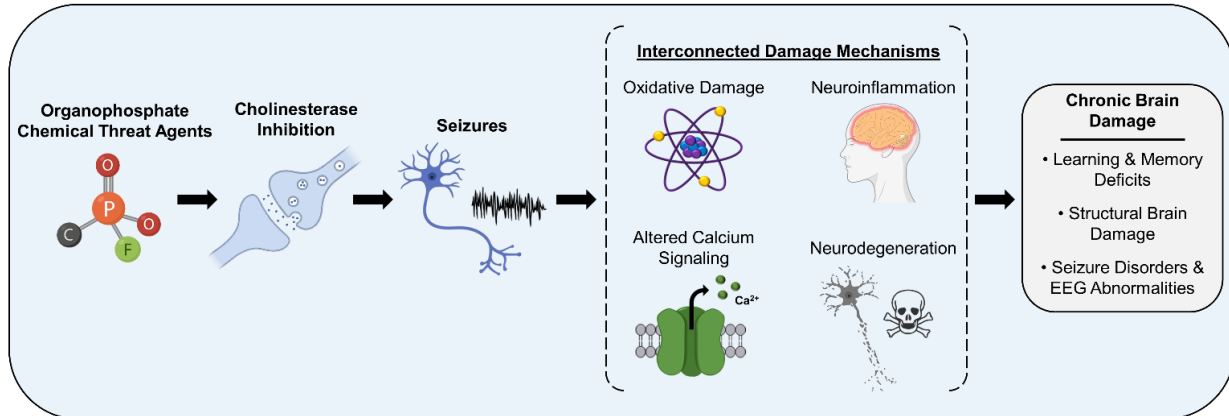 Organophosphate
Chemical Threat Agents
O
P
O
C
F
Cholinesterase
Inhibition
Seizures
Interconnected Damage Mechanisms
Oxidative Damage
Neuroinflammation
Altered Calcium
Signaling
Ca²⁺
Neurodegeneration
Chronic Brain
Damage
• Learning & Memory
Deficits
• Structural Brain
Damage
• Seizure Disorders &
EEG Abnormalities